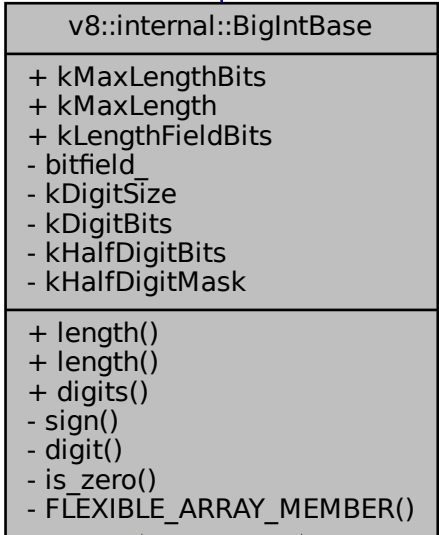 v8::internal::BigIntBase
+ kMaxLengthBits
+ kMaxLength
+ kLengthFieldBits
- bitfield_
- kDigitSize
- kDigitBits
- kHalfDigitBits
- kHalfDigitMask
+ length()
+ length()
+ digits()
- sign()
- digit()
- is_zero()
- FLEXIBLE_ARRAY_MEMBER()